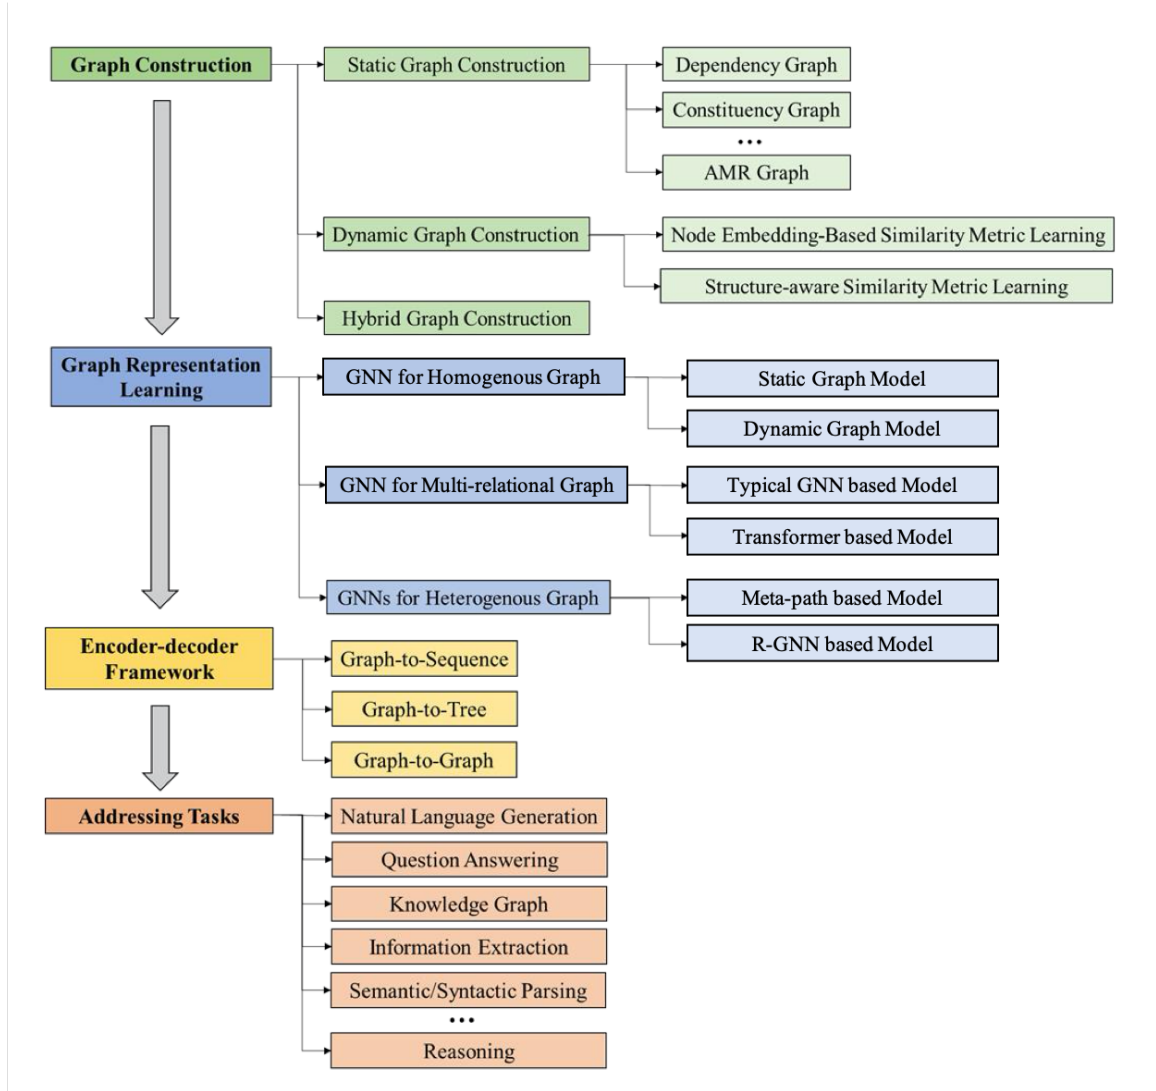 Graph Construction
Static Graph Construction
Dependency Graph
Constituency Graph
...
AMR Graph
Dynamic Graph Construction
Node Embedding-Based Similarity Metric Learning
Structure-aware Similarity Metric Learning
Hybrid Graph Construction
Graph Representation
Learning
GNN for Homogenous Graph
Static Graph Model
Dynamic Graph Model
GNN for Multi-relational Graph
Typical GNN based Model
Transformer based Model
GNNs for Heterogenous Graph
Meta-path based Model
R-GNN based Model
Encoder-decoder
Framework
Graph-to-Sequence
Graph-to-Tree
Graph-to-Graph
Addressing Tasks
Natural Language Generation
Question Answering
Knowledge Graph
Information Extraction
Semantic/Syntactic Parsing
...
Reasoning